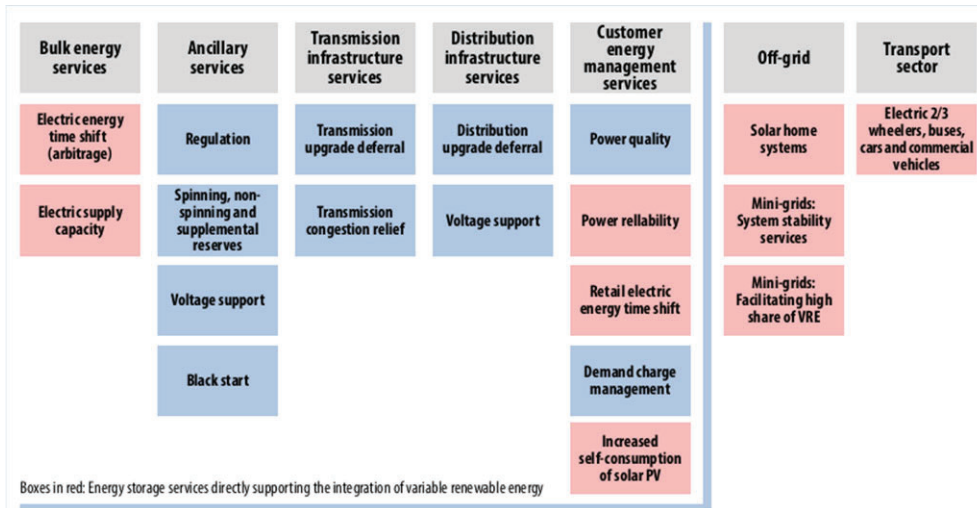 Bulk energy
services
Ancillary
services
Transmission
infrastructure
services
Distribution
infrastructure
services
Customer
energy
management
services
Off-grid
Transport
sector
Electric energy
time shift
(arbitrage)
Regulation
Transmission
upgrade deferral
Distribution
upgrade deferral
Power quality
Solar home
systems
Electric 2/3
wheelers, buses,
cars and commercial
vehicles
Electric supply
capacity
Spinning, non-
spinning and
supplemental
reserves
Transmission
congestion relief
Voltage support
Power rellability
Mini-grids:
System stability
services
Voltage support
Retail electric
energy time shift
Mini-grids:
Facilitating high
share of VRE
Black start
Demand charge
management
Increased
self-consumption
of solar PV
Boxes in red: Energy storage services directly supporting the integration of variable renewable energy